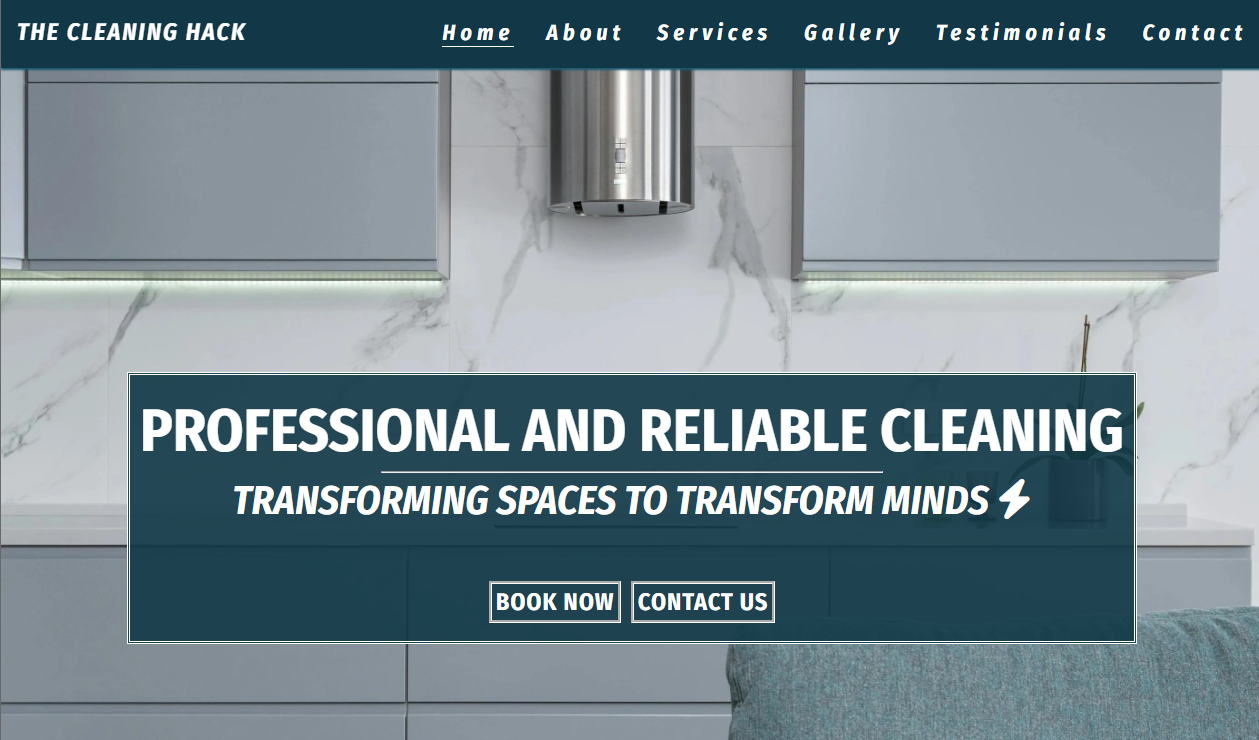 THE CLEANING HACK
Home About Services Gallery Testimonials Contact
PROFESSIONAL AND RELIABLE CLEANING
TRANSFORMING SPACES TO TRANSFORM MINDS
BOOK NOW CONTACT US